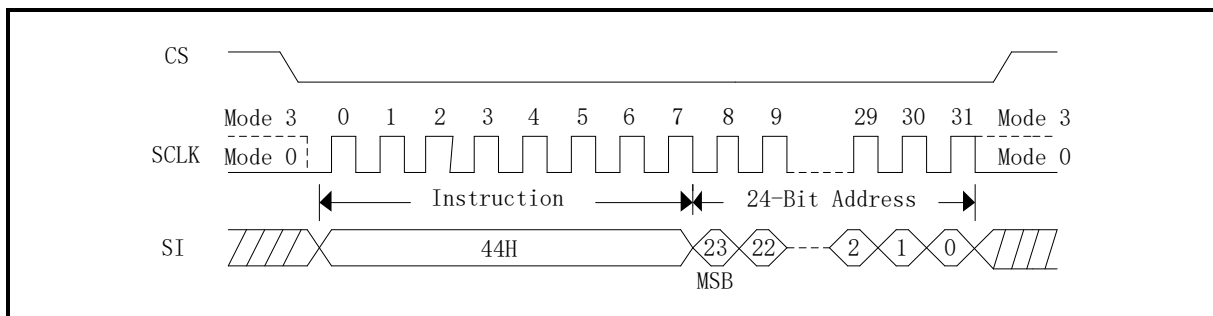 CS
Mode 3 0 1 2 3 4 5 6 7 8 9 29 30 31 Mode 3
SCLK Mode 0 Mode 0
Instruction 24-Bit Address
SI 44H 23 22 2 1 0
MSB